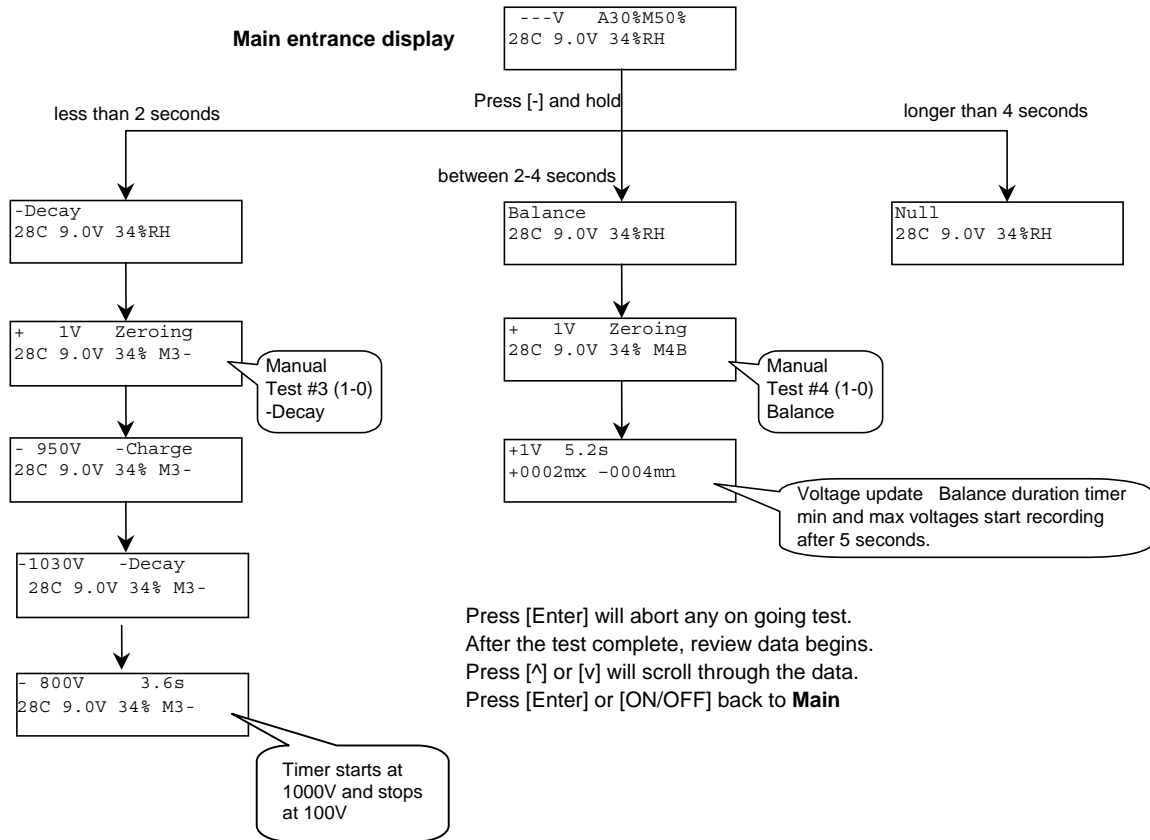 ---V   A30%M50%
28C 9.0V 34%RH
Main entrance display
Press [-] and hold
less than 2 seconds
between 2-4 seconds
longer than 4 seconds
-Decay
28C 9.0V 34%RH
Balance
28C 9.0V 34%RH
Null
28C 9.0V 34%RH
+   1V   Zeroing
28C 9.0V 34% M3-
Manual
Test #3 (1-0)
-Decay
+   1V   Zeroing
28C 9.0V 34% M4B
Manual
Test #4 (1-0)
Balance
- 950V   -Charge
28C 9.0V 34% M3-
+1V  5.2s
+0002mx −0004mn
Voltage update   Balance duration timer
min and max voltages start recording
after 5 seconds.
-1030V   -Decay
28C 9.0V 34% M3-
- 800V     3.6s
28C 9.0V 34% M3-
Timer starts at
1000V and stops
at 100V
Press [Enter] will abort any on going test.
After the test complete, review data begins.
Press [^] or [v] will scroll through the data.
Press [Enter] or [ON/OFF] back to Main